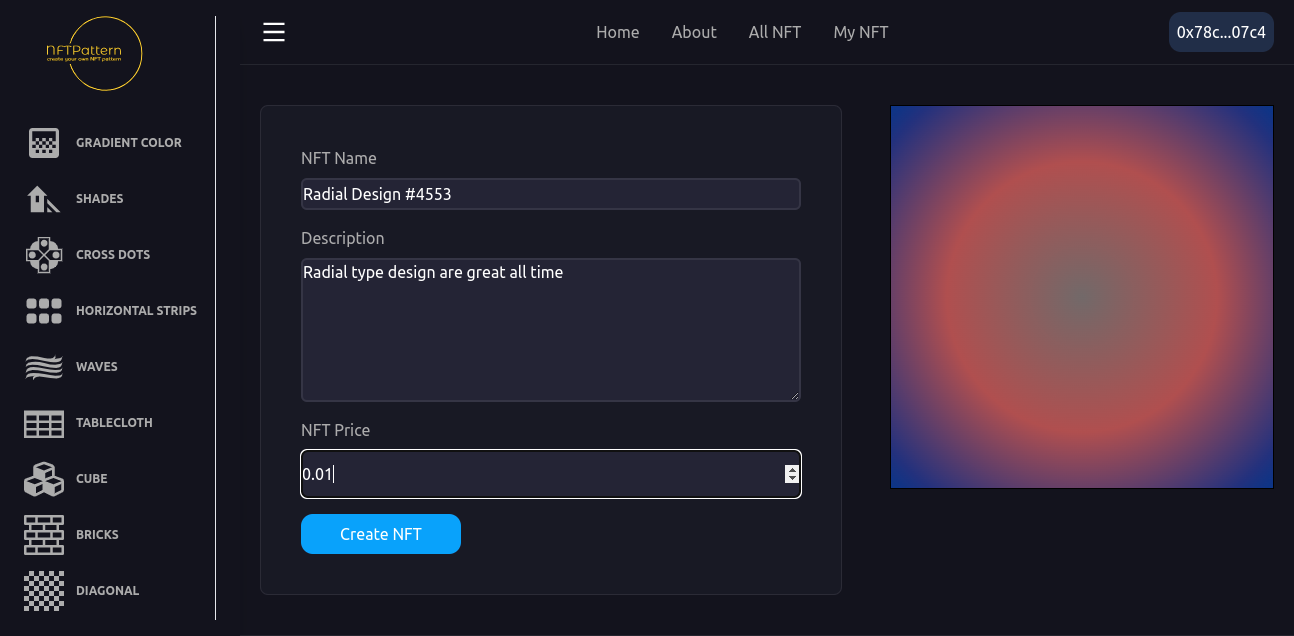 NFTPattern
create your own NFT pattern
GRADIENT COLOR
SHADES
CROSS DOTS
HORIZONTAL STRIPS
WAVES
TABLECLOTH
CUBE
BRICKS
DIAGONAL
Home About All NFT My NFT 0x78c...07c4
NFT Name
Radial Design #4553
Description
Radial type design are great all time
NFT Price
0.01
Create NFT